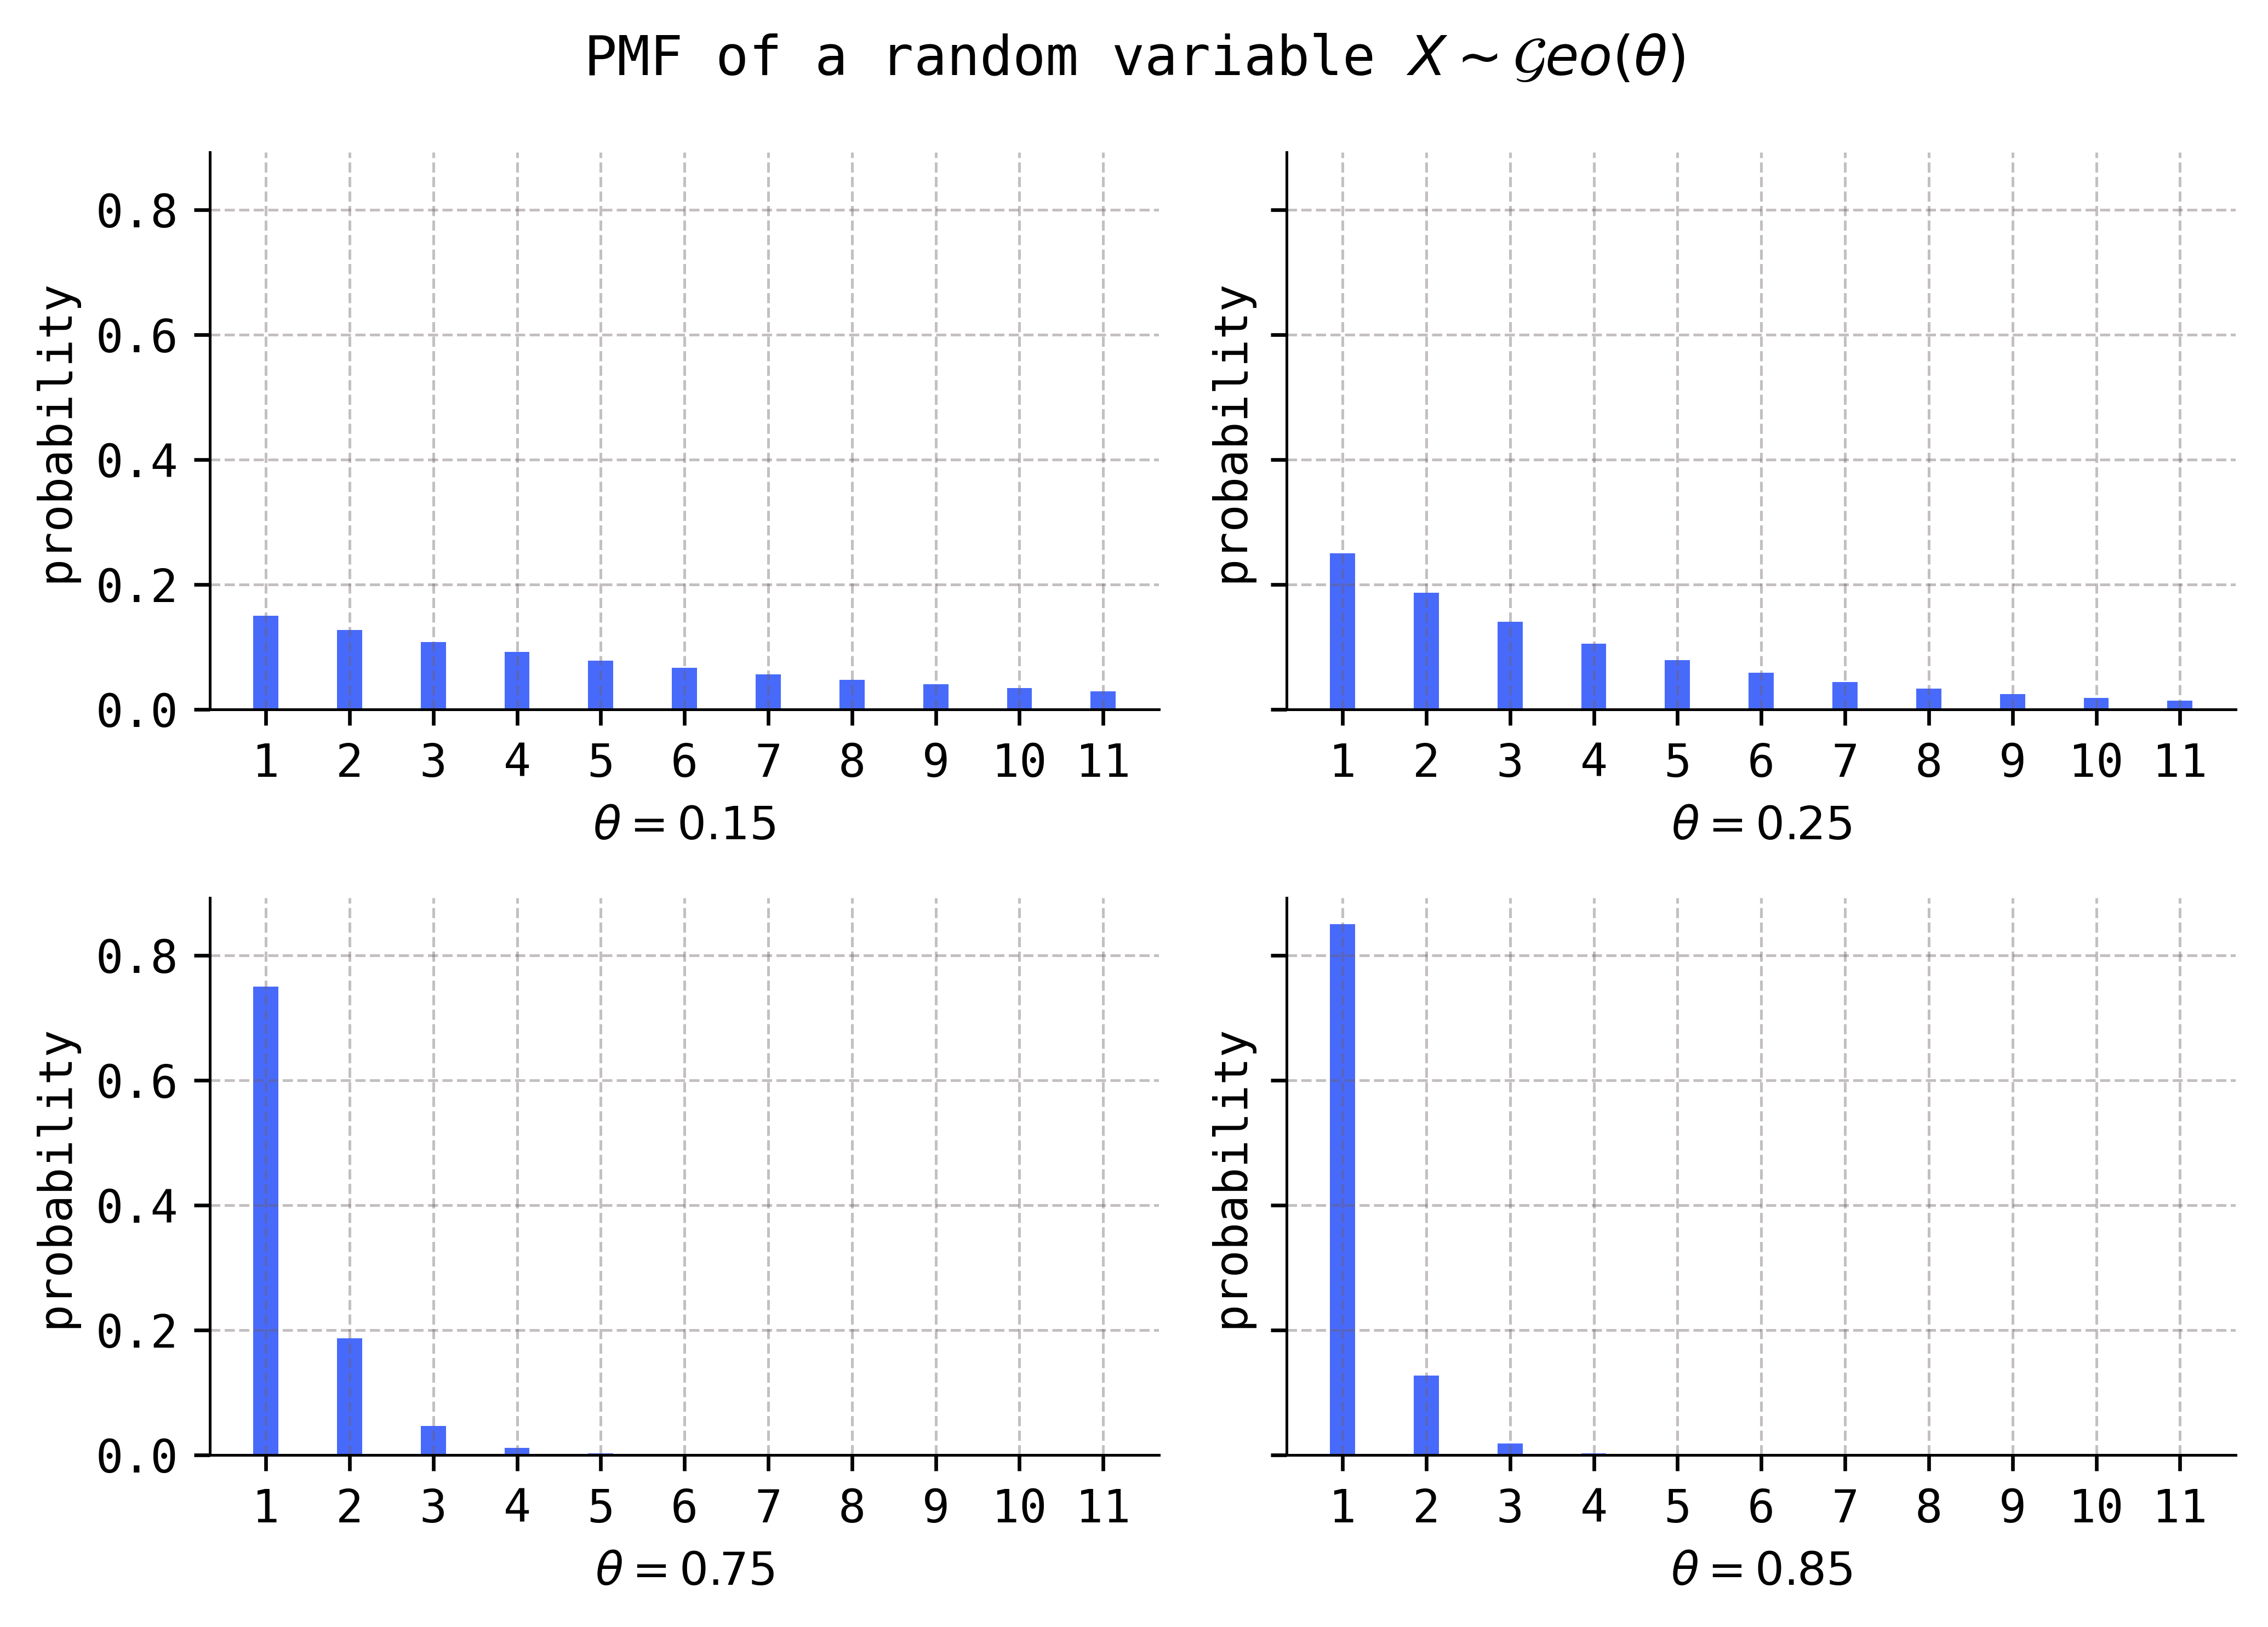 PMF of a random variable X ∼ 𝒢eo(θ)
probability
0.8
0.6
0.4
0.2
0.0
1 2 3 4 5 6 7 8 9 10 11
θ = 0.15
probability
1 2 3 4 5 6 7 8 9 10 11
θ = 0.25
probability
0.8
0.6
0.4
0.2
0.0
1 2 3 4 5 6 7 8 9 10 11
θ = 0.75
probability
1 2 3 4 5 6 7 8 9 10 11
θ = 0.85